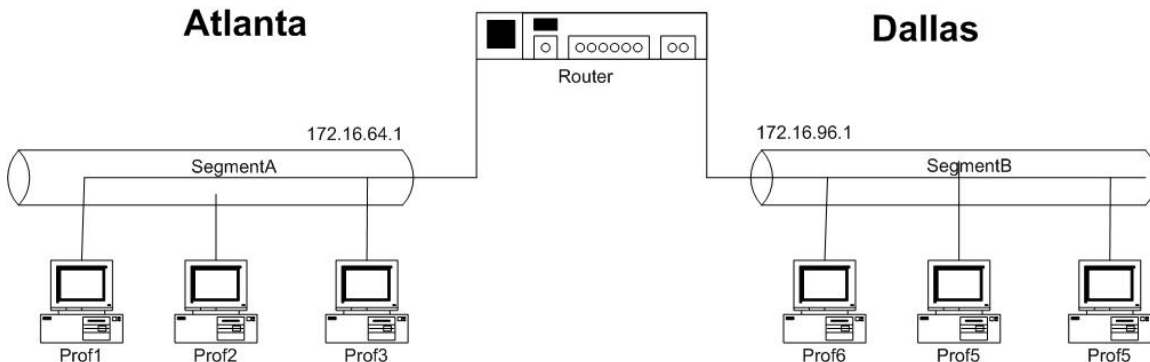 Atlanta
Dallas
Router
172.16.64.1
172.16.96.1
SegmentA
SegmentB
Prof1
Prof2
Prof3
Prof6
Prof5
Prof5